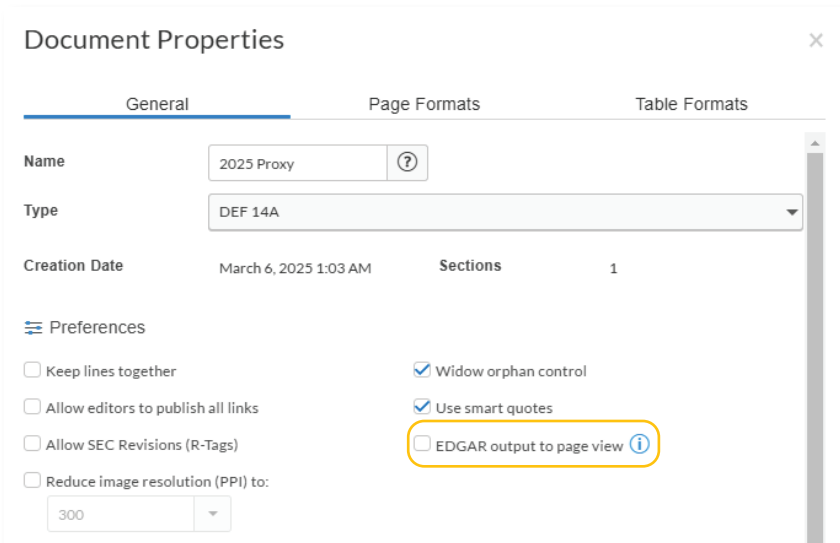 Document Properties
General Page Formats Table Formats
Name 2025 Proxy ?
Type DEF 14A
Creation Date March 6, 2025 1:03 AM Sections 1
Preferences
Keep lines together Widow orphan control
Allow editors to publish all links Use smart quotes
Allow SEC Revisions (R-Tags) EDGAR output to page view i
Reduce image resolution (PPI) to:
300